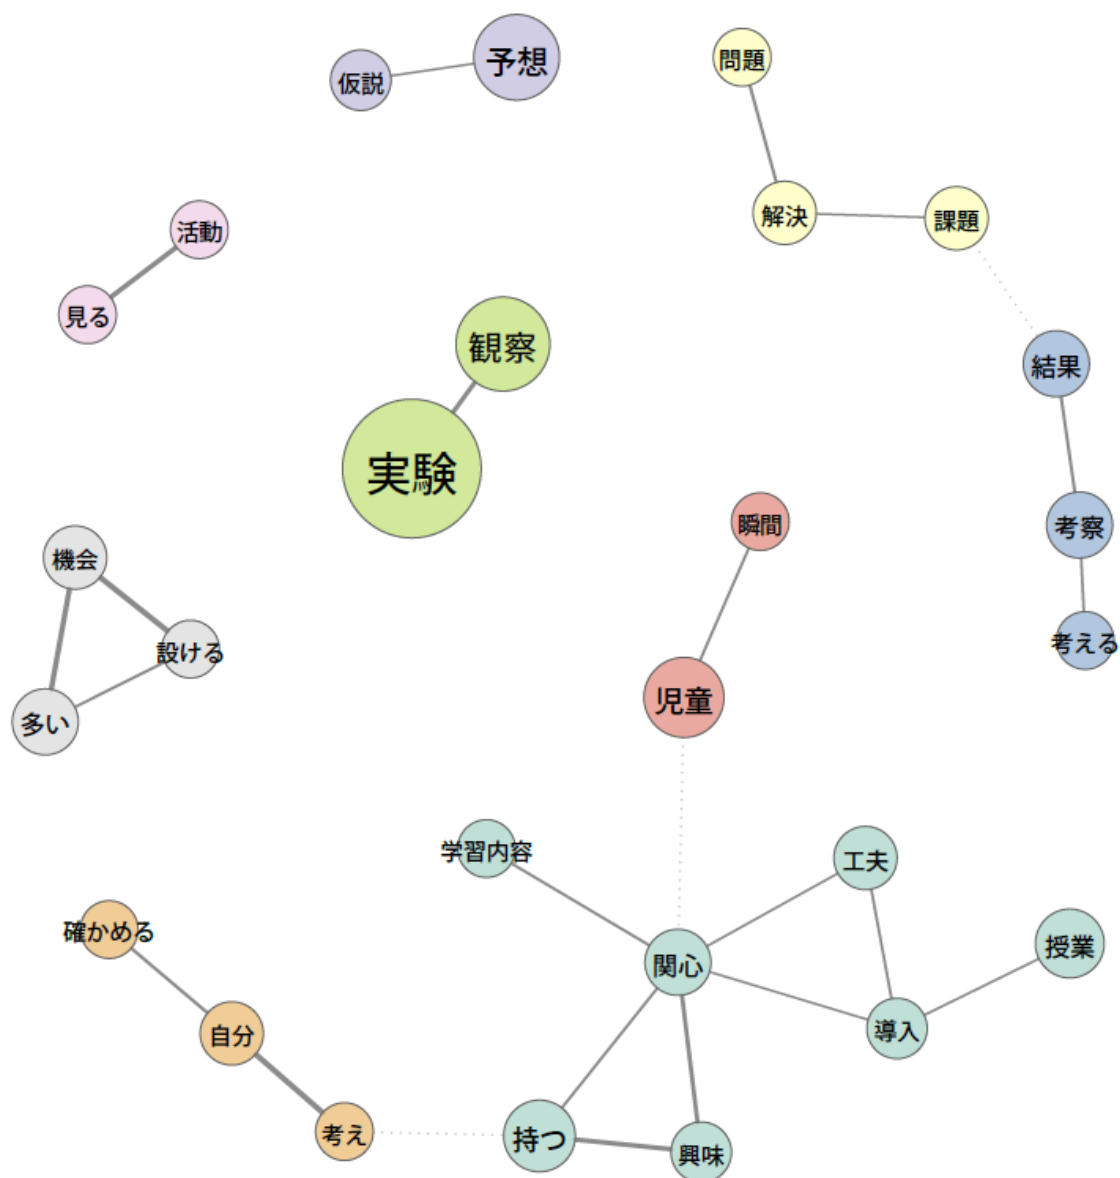 予想
仮説
問題
解決
課題
活動
見る
観察
実験
結果
考察
考える
瞬間
児童
機会
設ける
多い
学習内容
工夫
関心
授業
導入
持つ
興味
確かめる
自分
考え